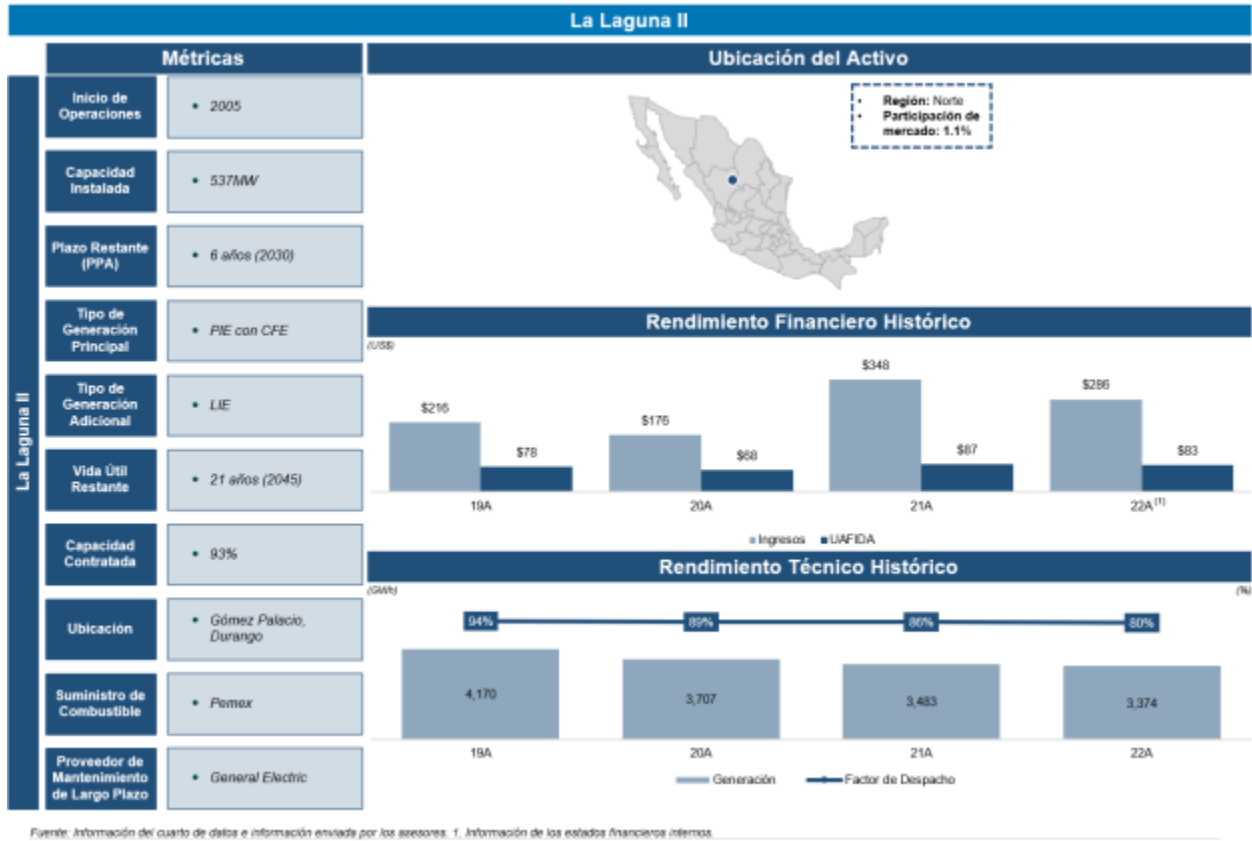 La Laguna II
Métricas
La Laguna II
Inicio de
Operaciones
• 2005
Capacidad
Instalada
• 537MW
Plazo Restante
(PPA)
• 6 años (2030)
Tipo de
Generación
Principal
• PIE con CFE
Tipo de
Generación
Adicional
• LIE
Vida Útil
Restante
• 21 años (2045)
Capacidad
Contratada
• 93%
Ubicación
• Gómez Palacio,
Durango
Suministro de
Combustible
• Pemex
Proveedor de
Mantenimiento
de Largo Plazo
• General Electric
Ubicación del Activo
• Región: Norte
• Participación de
mercado: 1.1%
Rendimiento Financiero Histórico
(US$)
$216
$78
$176
$68
$348
$87
$286
$83
19A
20A
21A
22A (1)
Ingresos
UAFIDA
Rendimiento Técnico Histórico
(GWh)
(%)
94%
89%
86%
80%
4,170
3,707
3,483
3,374
19A
20A
21A
22A
Generación
Factor de Despacho
Fuente: Información del cuarto de datos e información enviada por los asesores. 1. Información de los estados financieros internos.